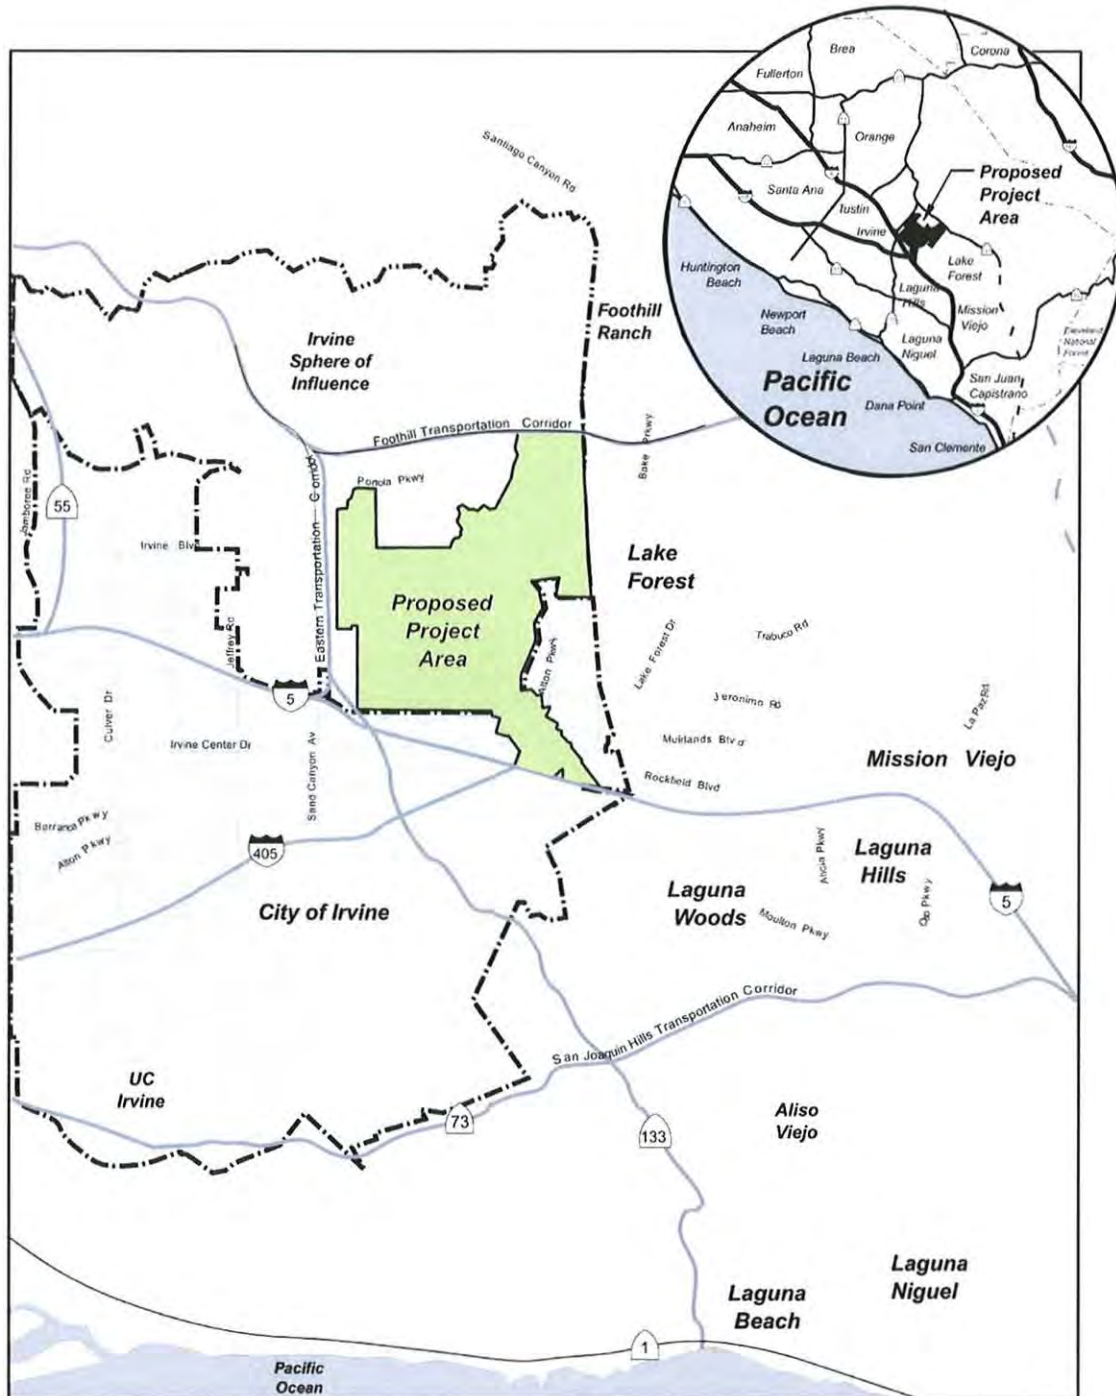 Brea
Corona
Fullerton
Anaheim
Orange
Santa Ana
Tustin
Irvine
Proposed
Project
Area
Lake
Forest
Huntington
Beach
Laguna
Hills
Mission
Viejo
Newport
Beach
Laguna Beach
Laguna
Niguel
Cleveland
National
Forest
San Juan
Capistrano
Pacific
Ocean
Dana Point
San Clemente
Santiago Canyon Rd
Foothill
Ranch
Irvine
Sphere of
Influence
Foothill Transportation Corridor
Bake Prkwy
Portola Pkwy
Eastern Transportation Corridor
55
Jamboree Rd
Irvine Blvd
Lake
Forest
Proposed
Project
Area
Jeffrey Rd
Alton Pkwy
Lake Forest Dr
Trabuco Rd
5
Jeronimo Rd
La Paz Rd
Culver Dr
Irvine Center Dr
Sand Canyon Av
Muirlands Blvd
Mission Viejo
Rockfield Blvd
Barranca Pkwy
Alton Pkwy
405
Alicia Pkwy
Laguna
Hills
City of Irvine
Laguna
Woods
Moulton Pkwy
Oso Pkwy
5
San Joaquin Hills Transportation Corridor
UC
Irvine
73
133
Aliso
Viejo
Laguna
Niguel
Laguna
Beach
1
Pacific
Ocean